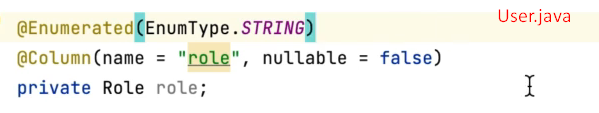 User.java
@Enumerated(EnumType.STRING)
@Column(name = "role", nullable = false)
private Role role;